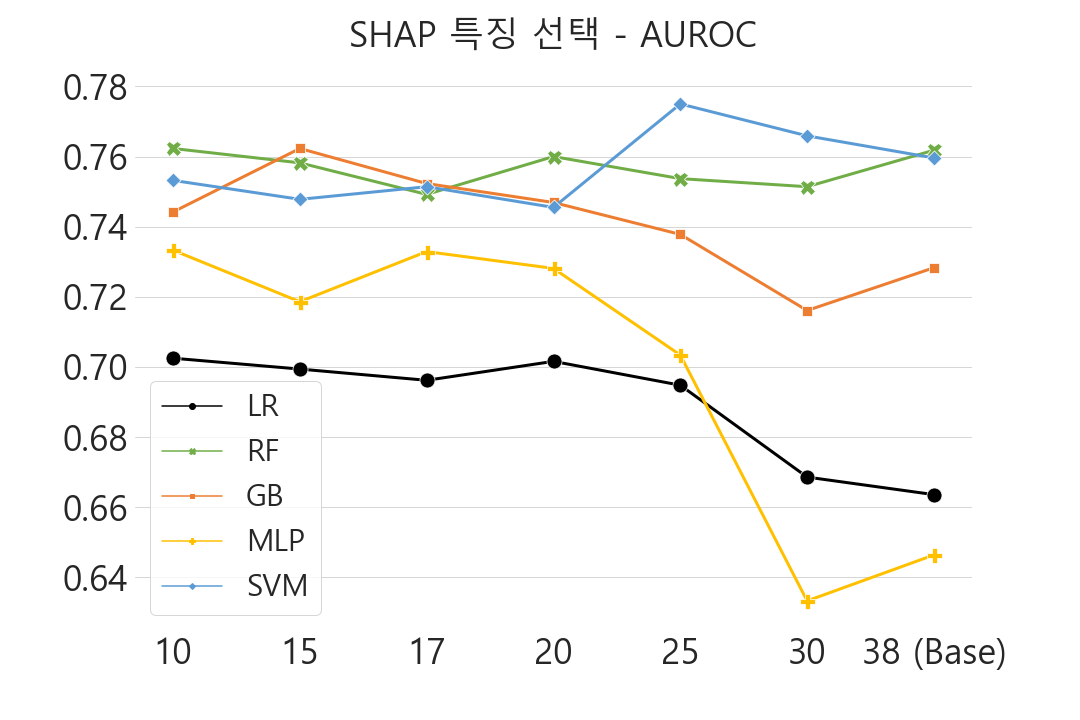 SHAP 특징 선택 - AUROC
0.78
0.76
0.74
0.72
0.70
0.68
0.66
0.64
LR
RF
GB
MLP
SVM
10 15 17 20 25 30 38 (Base)